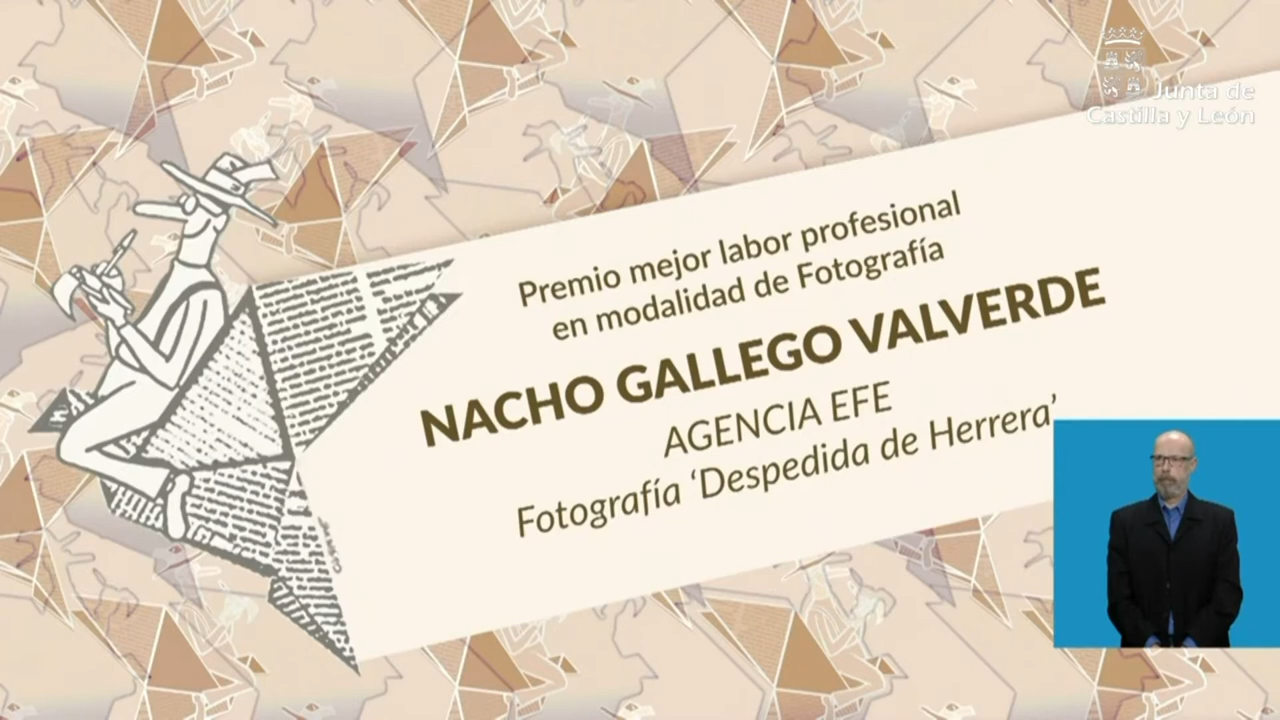 Junta de
Castilla y León
Premio mejor labor profesional
en modalidad de Fotografía
NACHO GALLEGO VALVERDE
AGENCIA EFE
Fotografía ‘Despedida de Herrera’